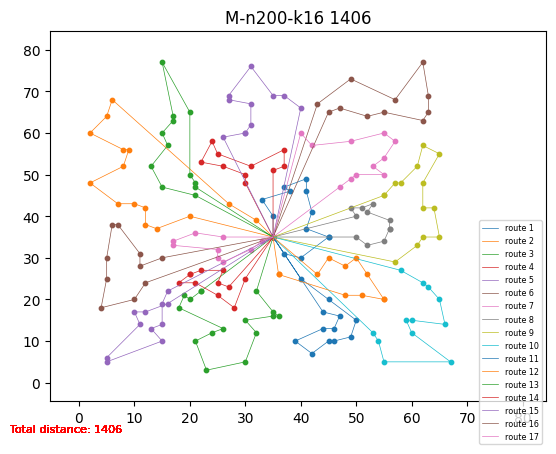 M-n200-k16 1406
80
70
60
50
40
30
20
10
0
0 10 20 30 40 50 60 70 80
route 1
route 2
route 3
route 4
route 5
route 6
route 7
route 8
route 9
route 10
route 11
route 12
route 13
route 14
route 15
route 16
route 17
Total distance: 1406